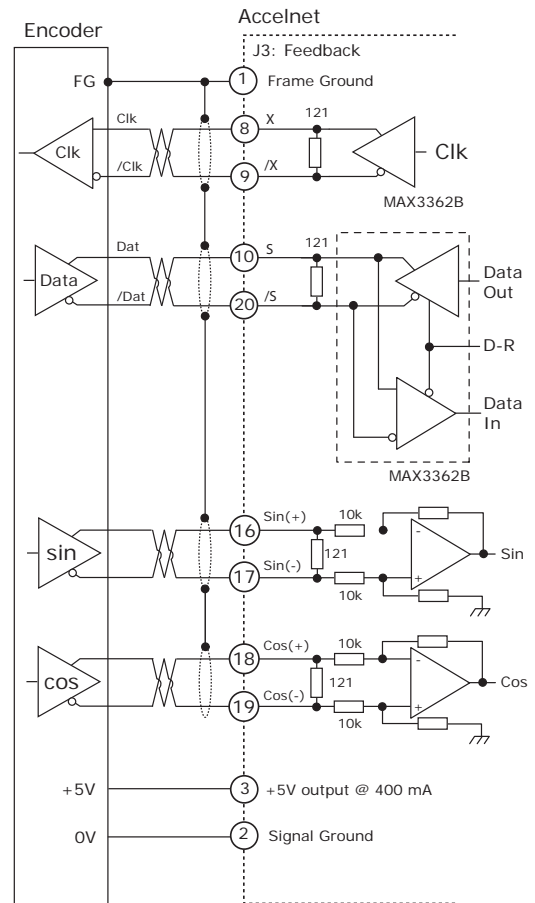 Encoder
Accelnet
J3: Feedback
FG
1
Frame Ground
Clk
/Clk
Clk
8
X
9
/X
121
Clk
MAX3362B
Dat
/Dat
Data
10
S
20
/S
121
Data
Out
D-R
Data
In
MAX3362B
sin
16
Sin(+)
17
Sin(-)
121
10k
10k
-
+
Sin
cos
18
Cos(+)
19
Cos(-)
121
10k
10k
-
+
Cos
+5V
3
+5V output @ 400 mA
0V
2
Signal Ground